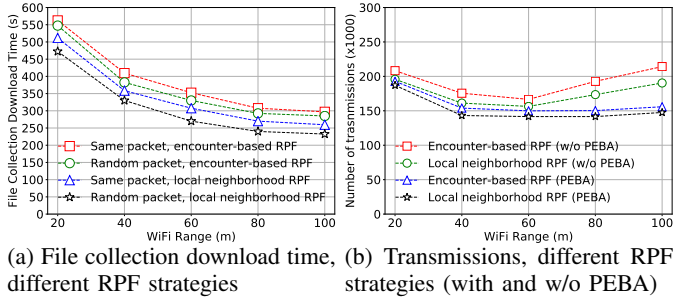 File Collection Download Time (s)
600
550
500
450
400
350
300
250
200
150
100
50
0
Same packet, encounter-based RPF
Random packet, encounter-based RPF
Same packet, local neighborhood RPF
Random packet, local neighborhood RPF
20 40 60 80 100
WiFi Range (m)
(a) File collection download time,
different RPF strategies
Number of trasnmissions (x1000)
300
250
200
150
100
50
0
Encounter-based RPF (w/o PEBA)
Local neighborhood RPF (w/o PEBA)
Encounter-based RPF (PEBA)
Local neighborhood RPF (PEBA)
20 40 60 80 100
WiFi Range (m)
(b) Transmissions, different RPF
strategies (with and w/o PEBA)